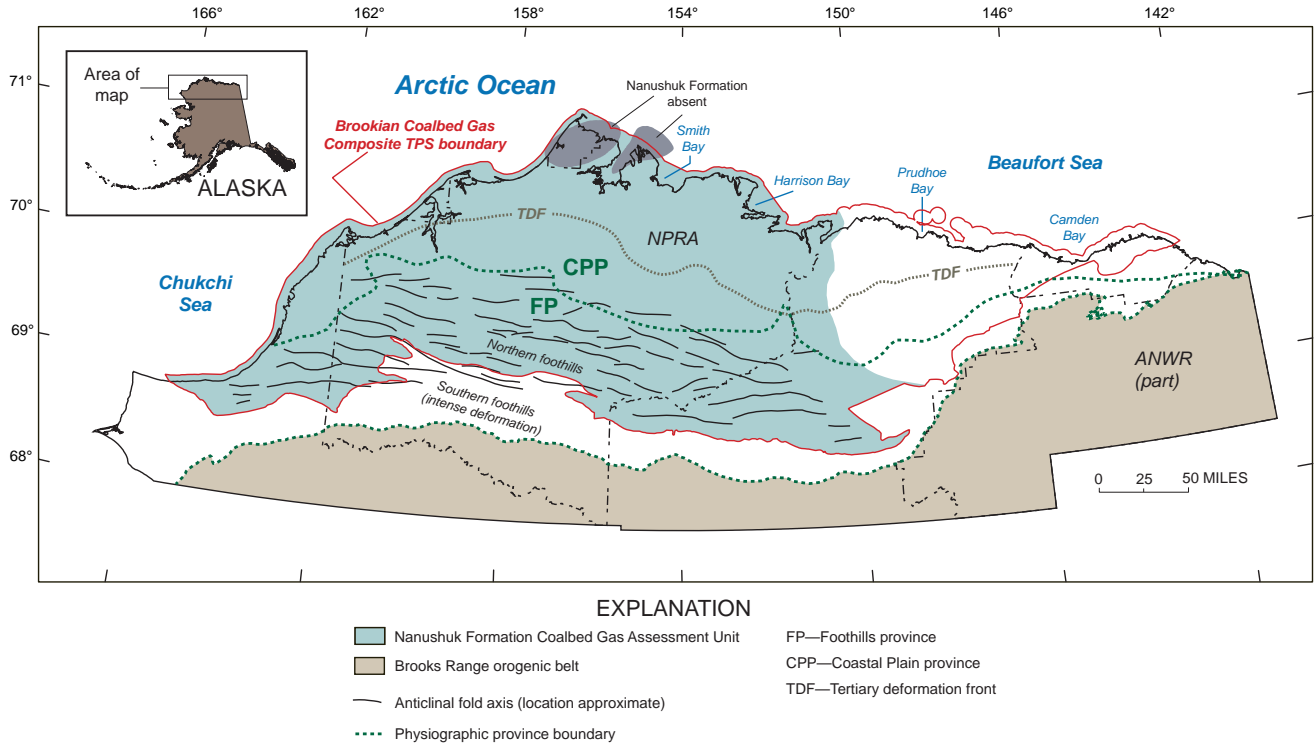 166°
162°
158°
154°
150°
146°
142°
71°
70°
69°
68°
Area of
map
ALASKA
Arctic Ocean
Nanushuk Formation
absent
Brookian Coalbed Gas
Composite TPS boundary
Smith
Bay
Beaufort Sea
Harrison Bay
Prudhoe
Bay
Camden
Bay
TDF
NPRA
TDF
Chukchi
Sea
CPP
FP
Northern foothills
Southern foothills
(intense deformation)
ANWR
(part)
0 25 50 MILES
EXPLANATION
Nanushuk Formation Coalbed Gas Assessment Unit
Brooks Range orogenic belt
Anticlinal fold axis (location approximate)
Physiographic province boundary
FP—Foothills province
CPP—Coastal Plain province
TDF—Tertiary deformation front